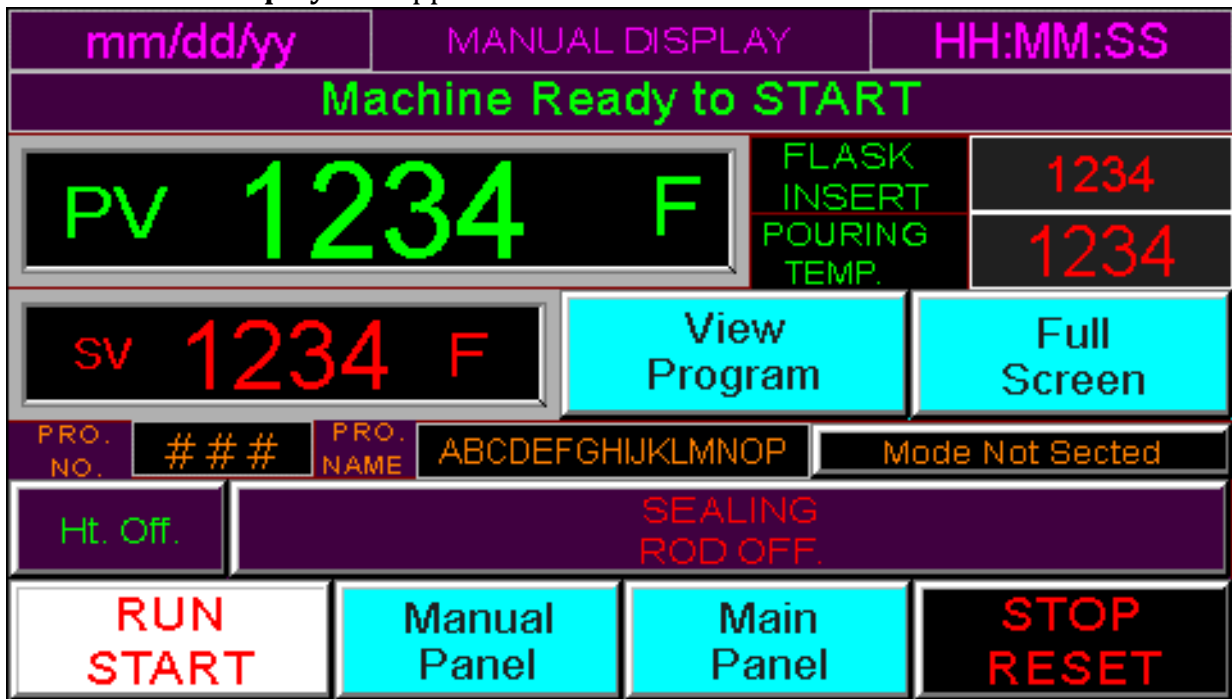 mm/dd/yy MANUAL DISPLAY HH:MM:SS
Machine Ready to START
PV 1234 F
FLASK
INSERT
1234
POURING
TEMP.
1234
SV 1234 F
View
Program
Full
Screen
PRO.
NO.
###
PRO.
NAME
ABCDEFGHIJKLMNOP
Mode Not Sected
Ht. Off.
SEALING
ROD OFF.
RUN
START
Manual
Panel
Main
Panel
STOP
RESET